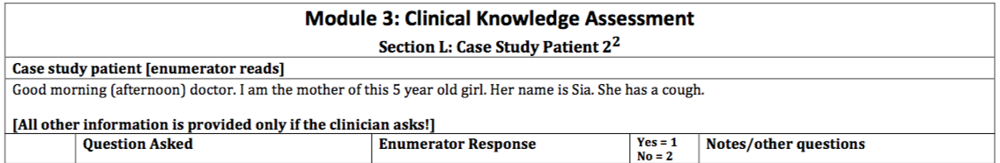 Module 3: Clinical Knowledge Assessment
Section L: Case Study Patient 2²
Case study patient [enumerator reads]
Good morning (afternoon) doctor. I am the mother of this 5 year old girl. Her name is Sia. She has a cough.
[All other information is provided only if the clinician asks!]
Question Asked Enumerator Response Yes = 1 Notes/other questions
No = 2